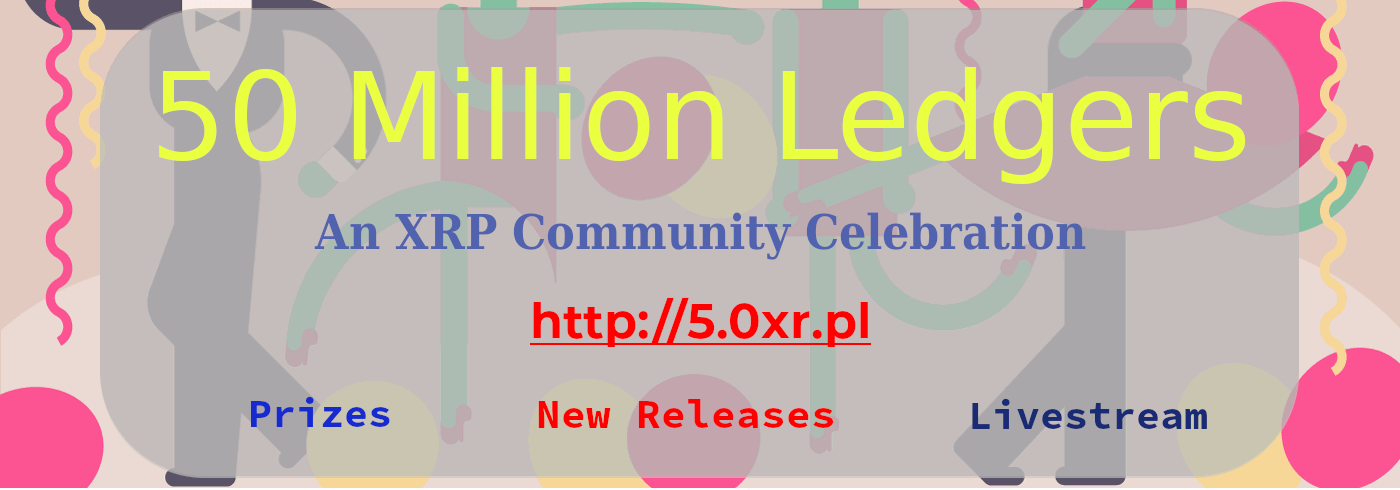 50 Million Ledgers
An XRP Community Celebration
http://5.0xr.pl
Prizes New Releases Livestream